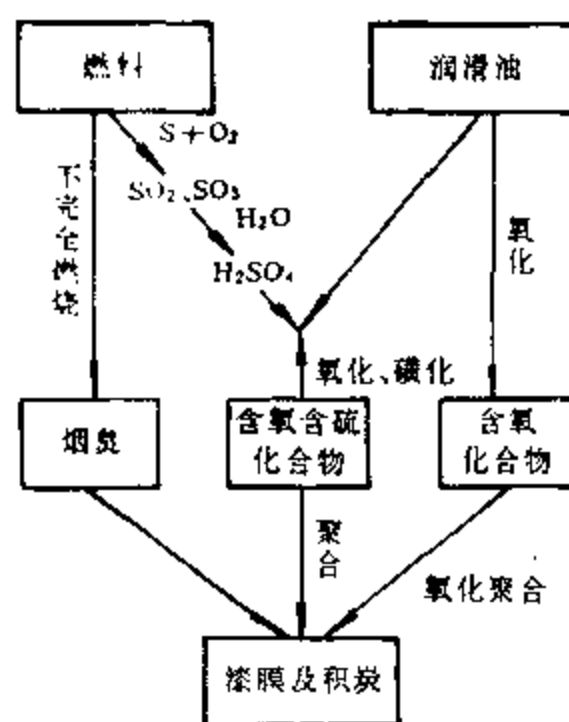 燃料
润滑油
S+O₂
不完全燃烧
SO₂、SO₃
H₂O
氧化
H₂SO₄
氧化、磺化
烟炱
含氧含硫
化合物
含氧
化合物
聚合
氧化聚合
漆膜及积炭